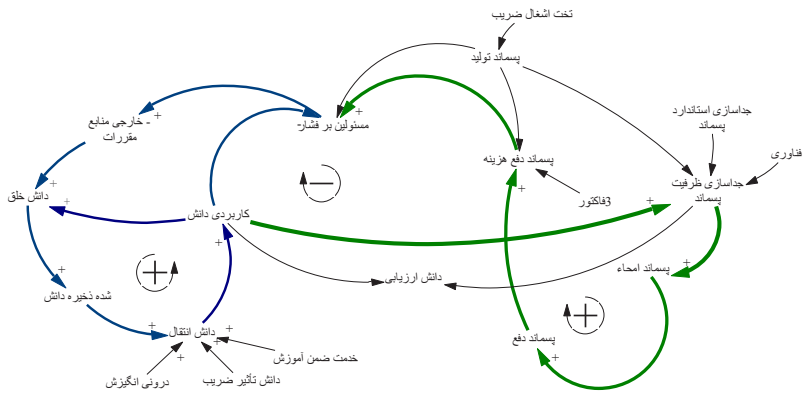 تخت اشغال ضریب
پسماند تولید
جداسازی استاندارد
پسماند
- خارجی منابع
مقررات
+
مسئولین بر فشار-
+
پسماند دفع هزینه
فناوری
جداسازی ظرفیت
پسماند
+
دانش خلق
+
+
کاربردی دانش
+
3فاکتور
+
+
دانش ارزیابی
پسماند امحاء
+
شده ذخیره دانش
+
+
+
دانش انتقال
+
+
+
+
+
پسماند دفع
+
خدمت ضمن آموزش
درونی انگیزش
دانش تأثیر ضریب